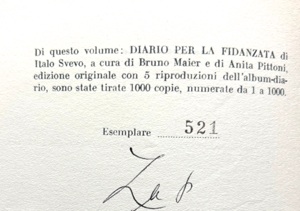 Di questo volume: DIARIO PER LA FIDANZATA di
Italo Svevo, a cura di Bruno Maier e di Anita Pittoni,
edizione originale con 5 riproduzioni dell'album-dia-
rio, sono state tirate 1000 copie, numerate da 1 a 1000.
Esemplare 521